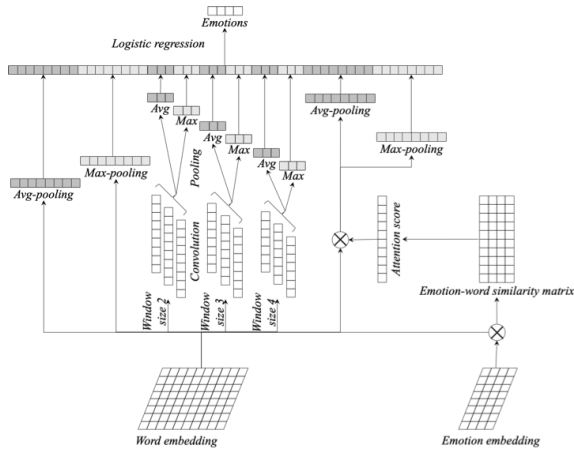 Emotions
Logistic regression
Avg
Max
Avg
Max
Avg
Max
Avg-pooling
Max-pooling
Max-pooling
Avg-pooling
Pooling
Convolution
Attention score
Emotion-word similarity matrix
Window
size 2
Window
size 3
Window
size 4
Word embedding
Emotion embedding